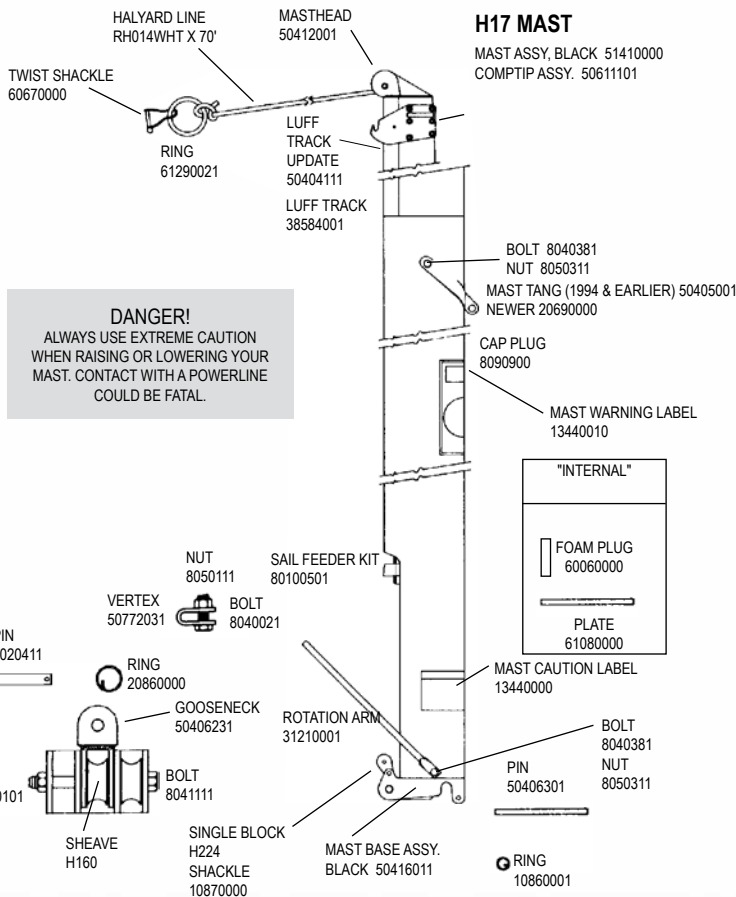 H17 MAST
MAST ASSY, BLACK 51410000
COMPTIP ASSY. 50611101
HALYARD LINE
RH014WHT X 70'
MASTHEAD
50412001
TWIST SHACKLE
60670000
RING
61290021
LUFF
TRACK
UPDATE
50404111
LUFF TRACK
38584001
BOLT 8040381
NUT 8050311
MAST TANG (1994 & EARLIER) 50405001
NEWER 20690000
DANGER!
ALWAYS USE EXTREME CAUTION
WHEN RAISING OR LOWERING YOUR
MAST. CONTACT WITH A POWERLINE
COULD BE FATAL.
CAP PLUG
8090900
MAST WARNING LABEL
13440010
"INTERNAL"
FOAM PLUG
60060000
PLATE
61080000
NUT
8050111
SAIL FEEDER KIT
80100501
VERTEX
50772031
BOLT
8040021
RING
20860000
020411
GOOSENECK
50406231
MAST CAUTION LABEL
13440000
ROTATION ARM
31210001
BOLT
8040381
NUT
8050311
PIN
50406301
BOLT
8041111
0101
SHEAVE
H160
SINGLE BLOCK
H224
SHACKLE
10870000
MAST BASE ASSY.
BLACK 50416011
RING
10860001